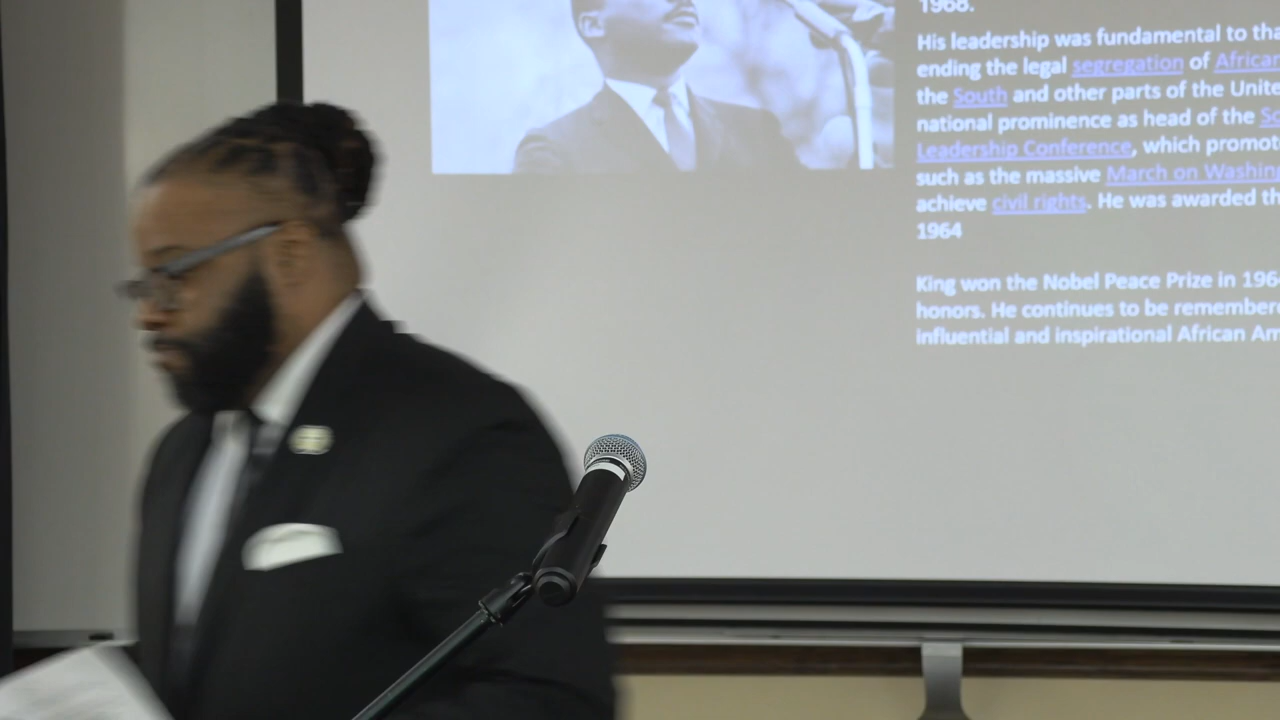 1968.
His leadership was fundamental to tha
ending the legal segregation of African
the South and other parts of the Unite
national prominence as head of the So
Leadership Conference, which promot
such as the massive March on Washing
achieve civil rights. He was awarded th
1964
King won the Nobel Peace Prize in 196
honors. He continues to be remembere
influential and inspirational African Am